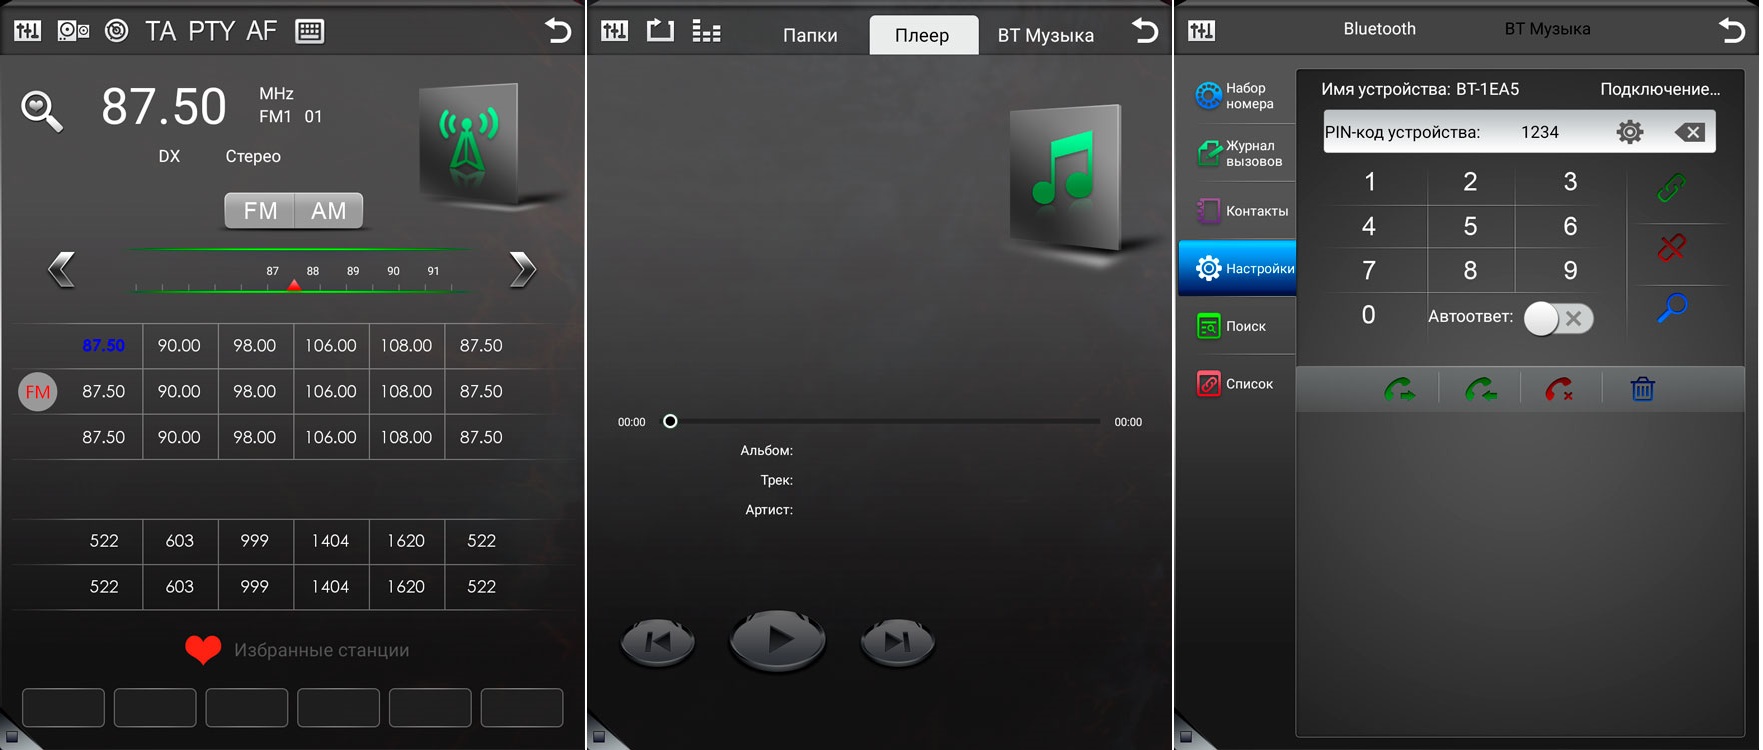 TA PTY AF
87.50 MHz
FM1 01
DX Стерео
FM AM
87 88 89 90 91
87.50 90.00 98.00 106.00 108.00 87.50
FM 87.50 90.00 98.00 106.00 108.00 87.50
87.50 90.00 98.00 106.00 108.00 87.50
522 603 999 1404 1620 522
522 603 999 1404 1620 522
Избранные станции
Папки Плеер BT Музыка
00:00 00:00
Альбом:
Трек:
Артист:
Bluetooth BT Музыка
Набор
номера
Журнал
вызовов
Контакты
Настройки
Поиск
Список
Имя устройства: BT-1EA5 Подключение...
PIN-код устройства: 1234
1 2 3
4 5 6
7 8 9
0 Автоответ: